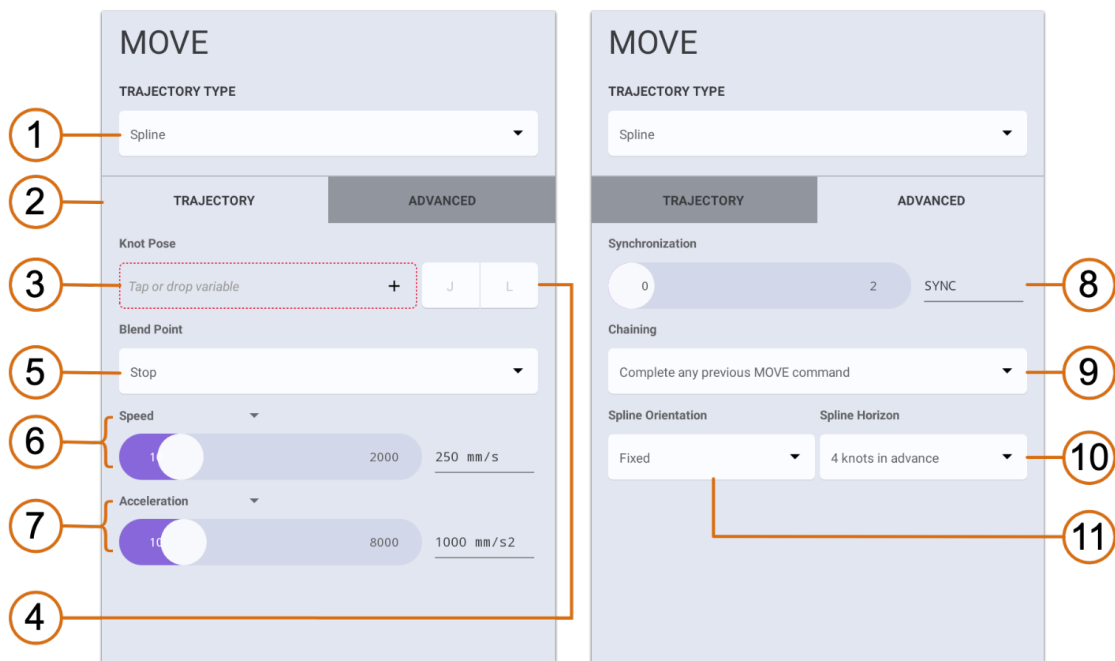 MOVE
TRAJECTORY TYPE
1
Spline
2
TRAJECTORY
ADVANCED
Knot Pose
3
Tap or drop variable
+
J
L
Blend Point
5
Stop
6
Speed
2000
250 mm/s
7
Acceleration
8000
1000 mm/s2
4
MOVE
TRAJECTORY TYPE
Spline
TRAJECTORY
ADVANCED
Synchronization
0
2
SYNC
8
Chaining
Complete any previous MOVE command
9
Spline Orientation
Spline Horizon
Fixed
4 knots in advance
10
11